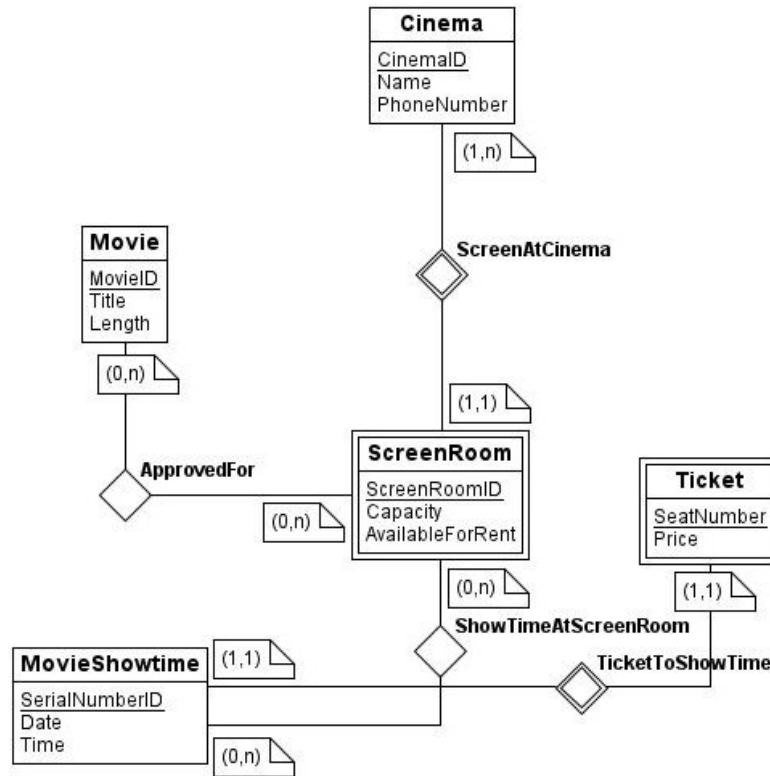 Cinema
CinemaID
Name
PhoneNumber
(1,n)
ScreenAtCinema
Movie
MovieID
Title
Length
(0,n)
(1,1)
ApprovedFor
(0,n)
ScreenRoom
ScreenRoomID
Capacity
AvailableForRent
Ticket
SeatNumber
Price
(0,n)
(1,1)
ShowTimeAtScreenRoom
(1,1)
TicketToShowTime
MovieShowtime
SerialNumberID
Date
Time
(0,n)